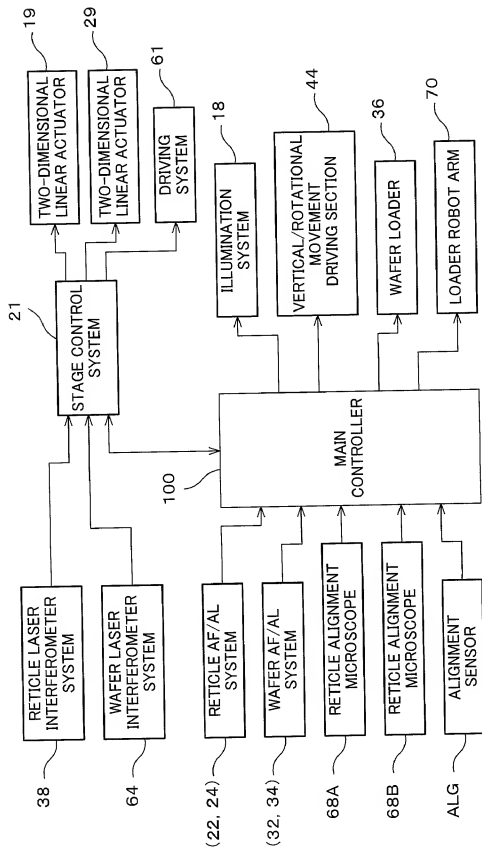 RETICLE LASER
INTERFEROMETER
SYSTEM
38
WAFER LASER
INTERFEROMETER
SYSTEM
64
21
STAGE CONTROL
SYSTEM
TWO-DIMENSIONAL
LINEAR ACTUATOR
19
TWO-DIMENSIONAL
LINEAR ACTUATOR
29
DRIVING
SYSTEM
61
RETICLE AF/AL
SYSTEM
(22, 24)
WAFER AF/AL
SYSTEM
(32, 34)
RETICLE ALIGNMENT
MICROSCOPE
68A
RETICLE ALIGNMENT
MICROSCOPE
68B
ALIGNMENT
SENSOR
ALG
100
MAIN
CONTROLLER
ILLUMINATION
SYSTEM
18
VERTICAL/ROTATIONAL
MOVEMENT
DRIVING SECTION
44
WAFER LOADER
36
LOADER ROBOT ARM
70